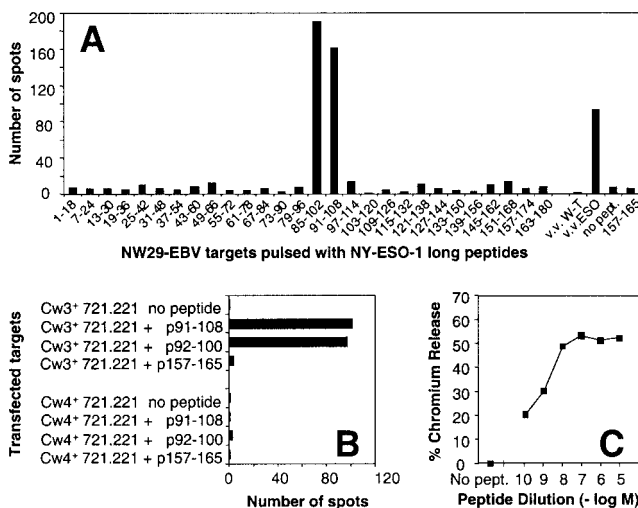 A
Number of spots
200
160
120
80
40
0
1-18
7-24
13-30
19-36
25-42
31-48
37-54
43-60
49-66
55-72
61-78
67-84
73-90
79-96
85-102
91-108
97-114
103-120
109-126
115-132
121-138
127-144
133-150
139-156
145-162
151-168
157-174
163-180
v.v. W-T
v.v. ESO
no pept.
157-165
NW29-EBV targets pulsed with NY-ESO-1 long peptides
B
Transfected targets
Cw3+ 721.221 no peptide
Cw3+ 721.221 + p91-108
Cw3+ 721.221 + p92-100
Cw3+ 721.221 + p157-165
Cw4+ 721.221 no peptide
Cw4+ 721.221 + p91-108
Cw4+ 721.221 + p92-100
Cw4+ 721.221 + p157-165
0 40 80 120
Number of spots
C
% Chromium Release
70
60
50
40
30
20
10
0
No pept. 10 9 8 7 6 5
Peptide Dilution (- log M)